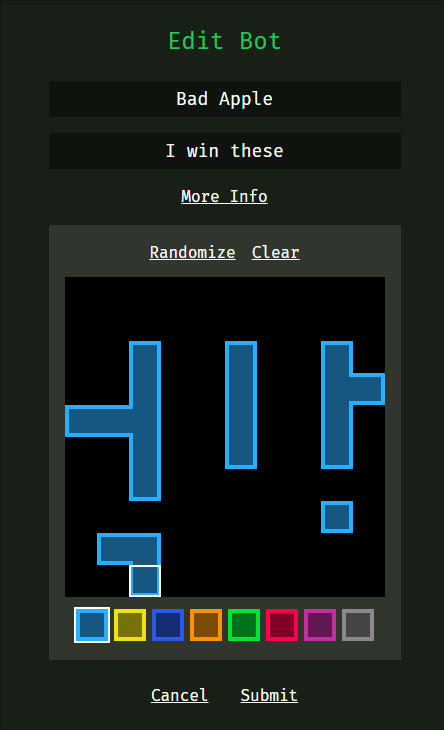 Edit Bot
Bad Apple
I win these
More Info
Randomize Clear
Cancel Submit